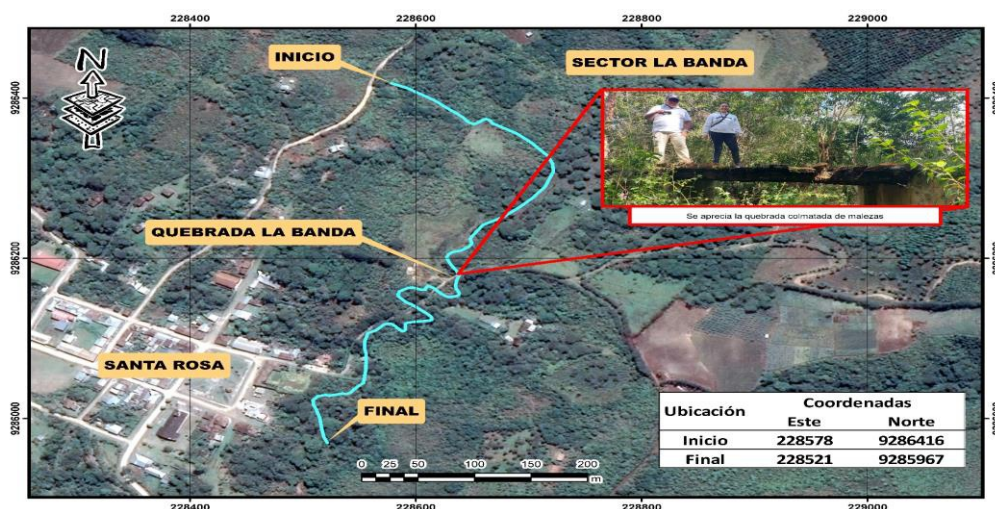 228400 228600 228800 229000
INICIO
SECTOR LA BANDA
N
9286400
9286400
Se aprecia la quebrada colmatada de malezas
QUEBRADA LA BANDA
9286200
SANTA ROSA
FINAL
9286000
Ubicación Coordenadas
Este Norte
Inicio 228578 9286416
Final 228521 9285967
0 25 50 100 150 200
m
228400 228600 228800 229000